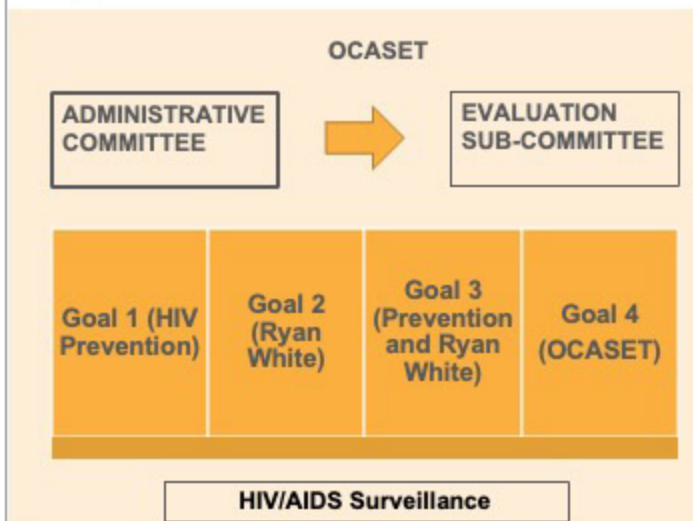 OCASET
ADMINISTRATIVE
COMMITTEE
EVALUATION
SUB-COMMITTEE
Goal 1 (HIV
Prevention)
Goal 2
(Ryan
White)
Goal 3
(Prevention
and Ryan
White)
Goal 4
(OCASET)
HIV/AIDS Surveillance